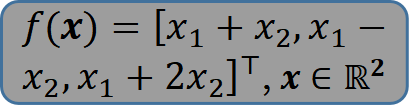 f(x) = [x₁ + x₂, x₁ −
x₂, x₁ + 2x₂]ᵀ, x ∈ ℝ²